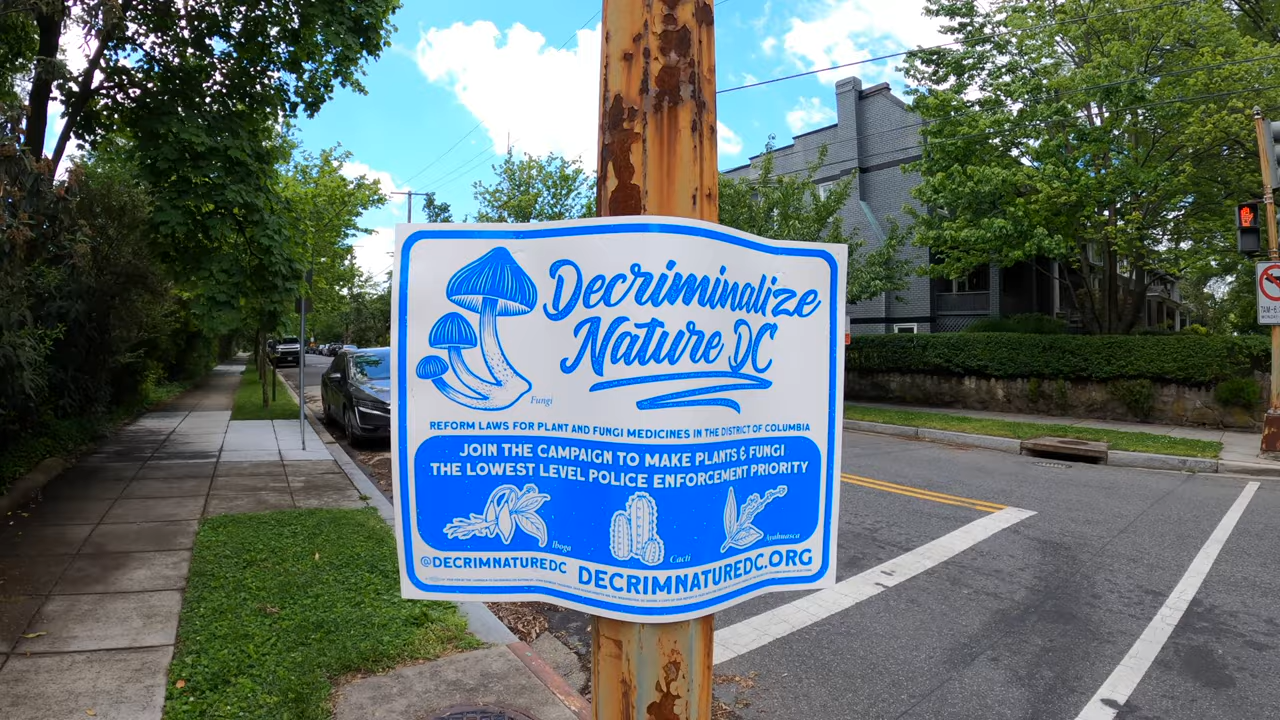 Decriminalize
Nature DC
Fungi
REFORM LAWS FOR PLANT AND FUNGI MEDICINES IN THE DISTRICT OF COLUMBIA
JOIN THE CAMPAIGN TO MAKE PLANTS & FUNGI
THE LOWEST LEVEL POLICE ENFORCEMENT PRIORITY
Iboga
Cacti
Ayahuasca
@DECRIMNATUREDC
DECRIMNATUREDC.ORG